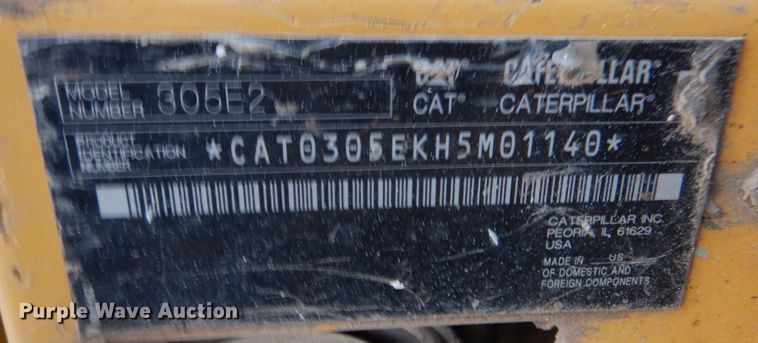 CAT CATERPILLAR
CAT® CATERPILLAR®
MODEL NUMBER 305E2
PRODUCT IDENTIFICATION NUMBER *CAT0305EKH5M01140*
CATERPILLAR INC.
PEORIA, IL 61629
USA
MADE IN US
OF DOMESTIC AND
FOREIGN COMPONENTS
Purple Wave Auction